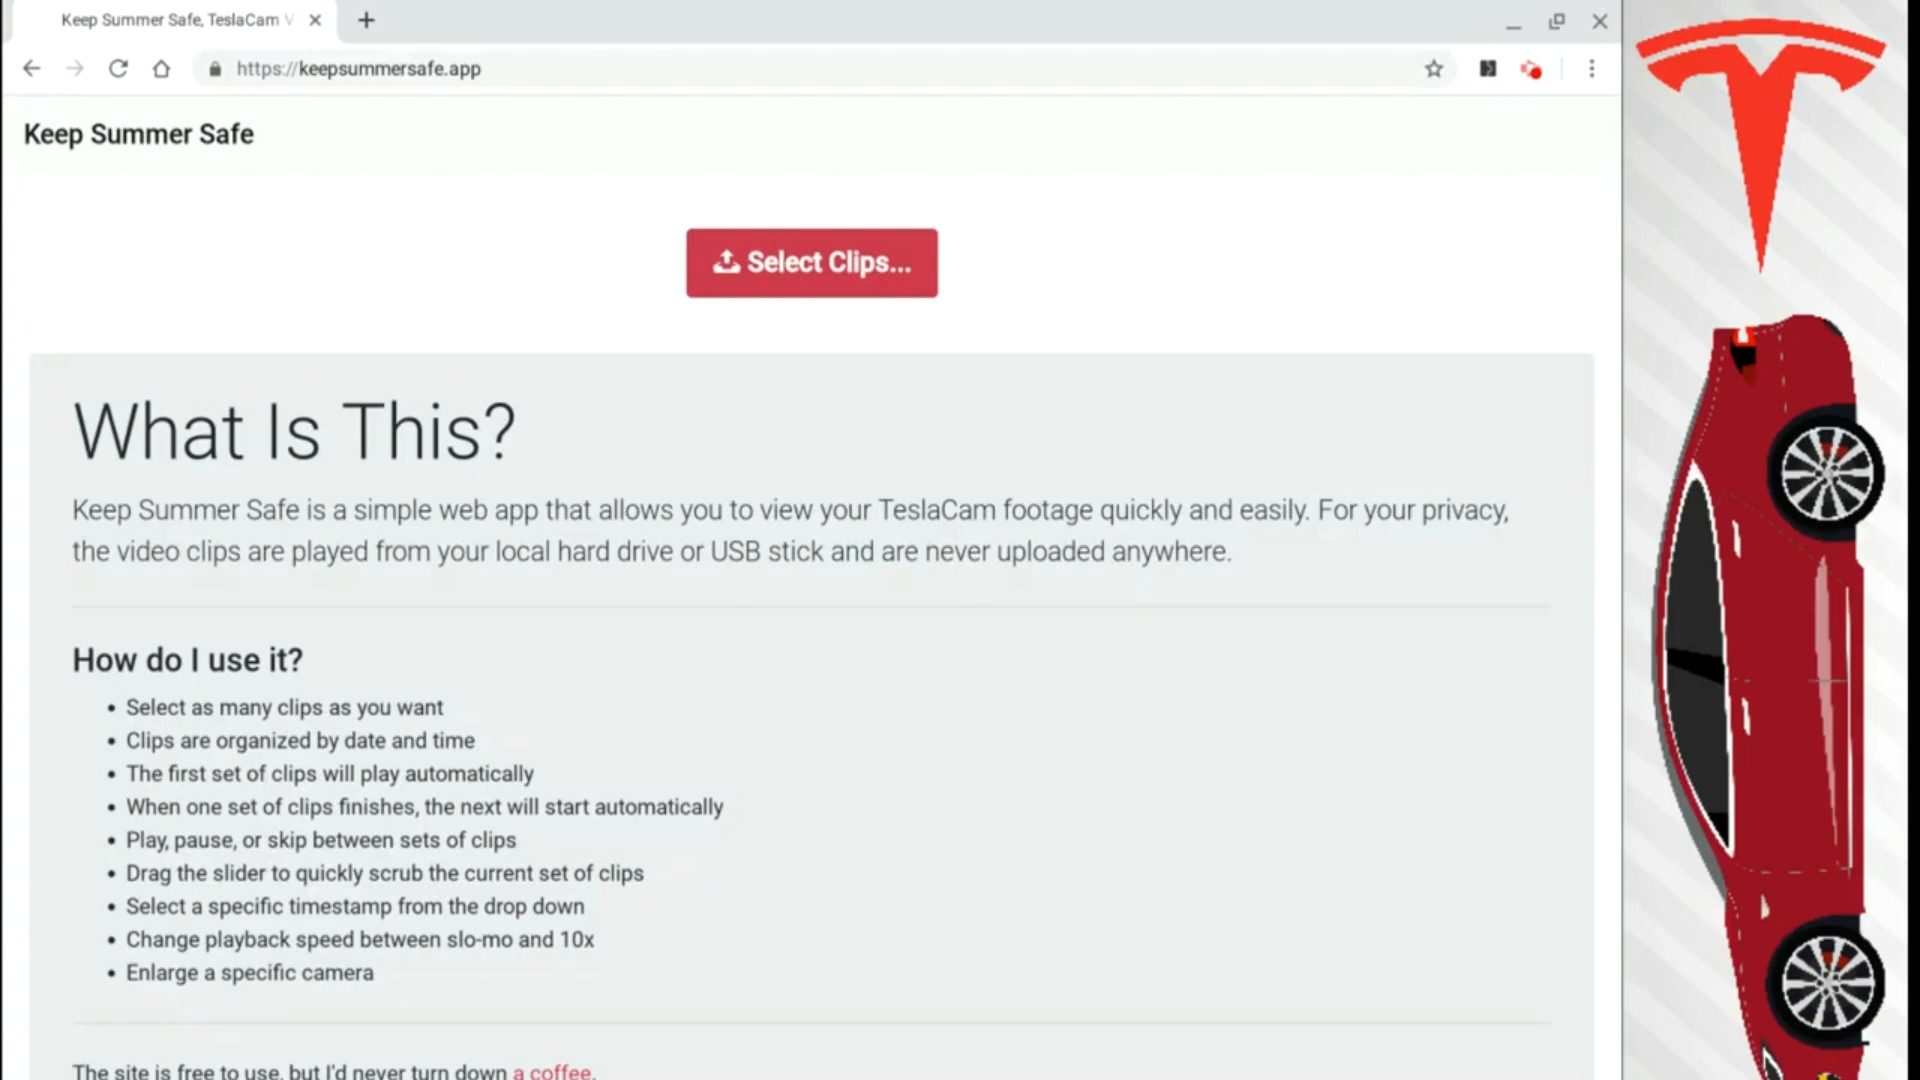 Keep Summer Safe, TeslaCam V
https://keepsummersafe.app
Keep Summer Safe
Select Clips...
What Is This?
Keep Summer Safe is a simple web app that allows you to view your TeslaCam footage quickly and easily. For your privacy,
the video clips are played from your local hard drive or USB stick and are never uploaded anywhere.
How do I use it?
Select as many clips as you want
Clips are organized by date and time
The first set of clips will play automatically
When one set of clips finishes, the next will start automatically
Play, pause, or skip between sets of clips
Drag the slider to quickly scrub the current set of clips
Select a specific timestamp from the drop down
Change playback speed between slo-mo and 10x
Enlarge a specific camera
The site is free to use, but I'd never turn down a coffee.